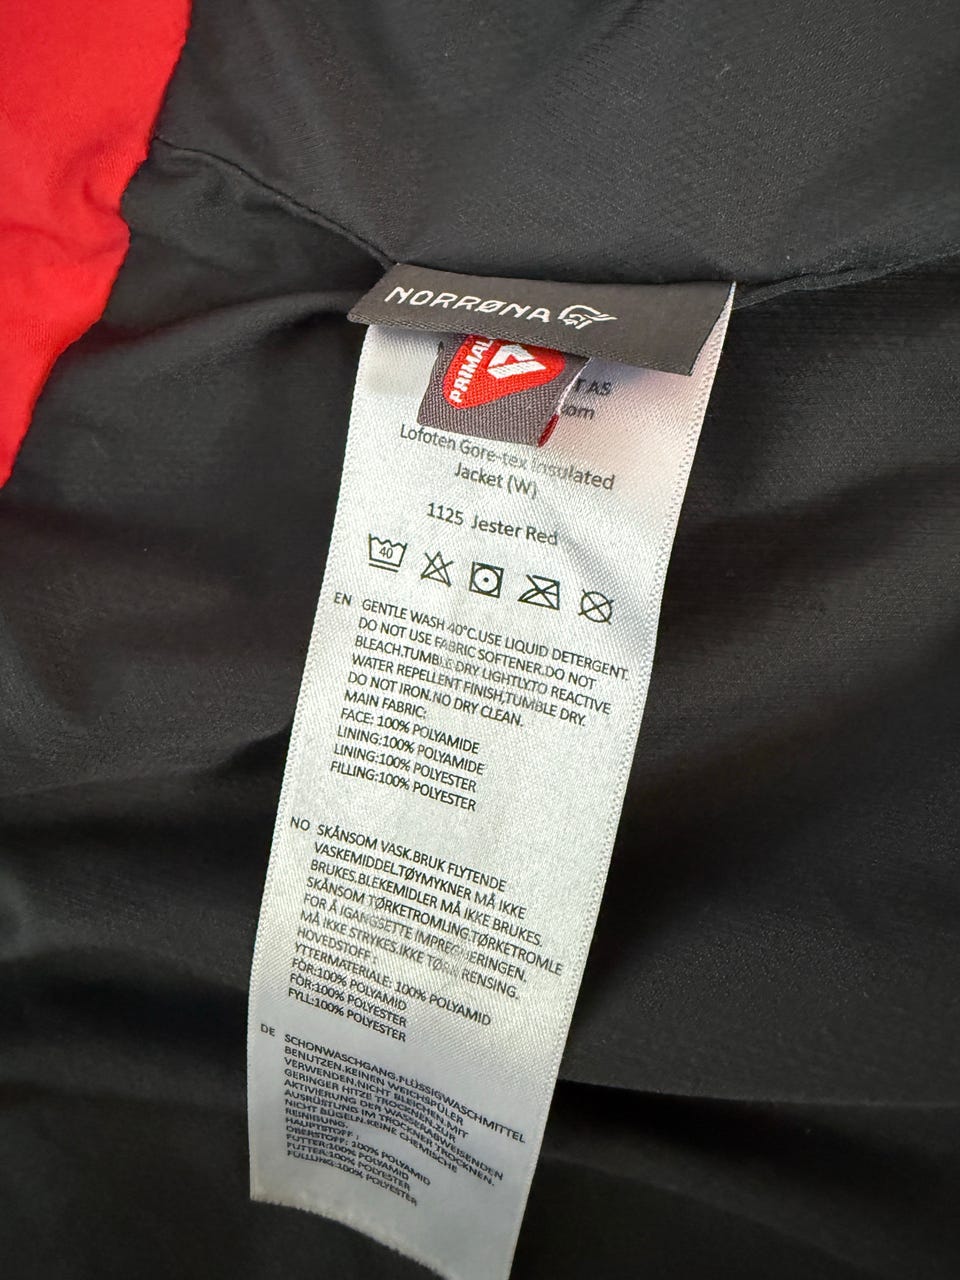 NORRØNA
PRIMAL
T AS
.com
Lofoten Gore-tex Insulated
Jacket (W)
1125 Jester Red
40
EN GENTLE WASH 40°C.USE LIQUID DETERGENT.
DO NOT USE FABRIC SOFTENER.DO NOT
BLEACH.TUMBLE DRY LIGHTLYTO REACTIVE
WATER REPELLENT FINISH,TUMBLE DRY.
DO NOT IRON.NO DRY CLEAN.
MAIN FABRIC:
FACE: 100% POLYAMIDE
LINING:100% POLYAMIDE
LINING:100% POLYESTER
FILLING:100% POLYESTER
NO SKÅNSOM VASK.BRUK FLYTENDE
VASKEMIDDEL.TØYMYKNER MÅ IKKE
BRUKES.BLEKEMIDLER MÅ IKKE BRUKES.
SKÅNSOM TØRKETROMLING.TØRKETROMLE
FOR Å IGANGSETTE IMPREGNERINGEN.
MÅ IKKE STRYKES.IKKE TØRR RENSING.
HOVEDSTOFF :
YTTERMATERIALE: 100% POLYAMID
FÔR:100% POLYAMID
FÔR:100% POLYESTER
FYLL:100% POLYESTER
DE SCHONWASCHGANG.FLÜSSIGWASCHMITTEL
BENUTZEN.KEINEN WEICHSPÜLER
VERWENDEN.NICHT BLEICHEN.MIT
GERINGER HITZE TROCKNEN.ZUR
AKTIVIERUNG DER WASSERABWEISENDEN
AUSRÜSTUNG IM TROCKNER TROCKNEN.
NICHT BÜGELN.KEINE CHEMISCHE
REINIGUNG.
HAUPTSTOFF :
OBERSTOFF: 100% POLYAMID
FUTTER:100% POLYAMID
FUTTER:100% POLYESTER
FÜLLUNG:100% POLYESTER